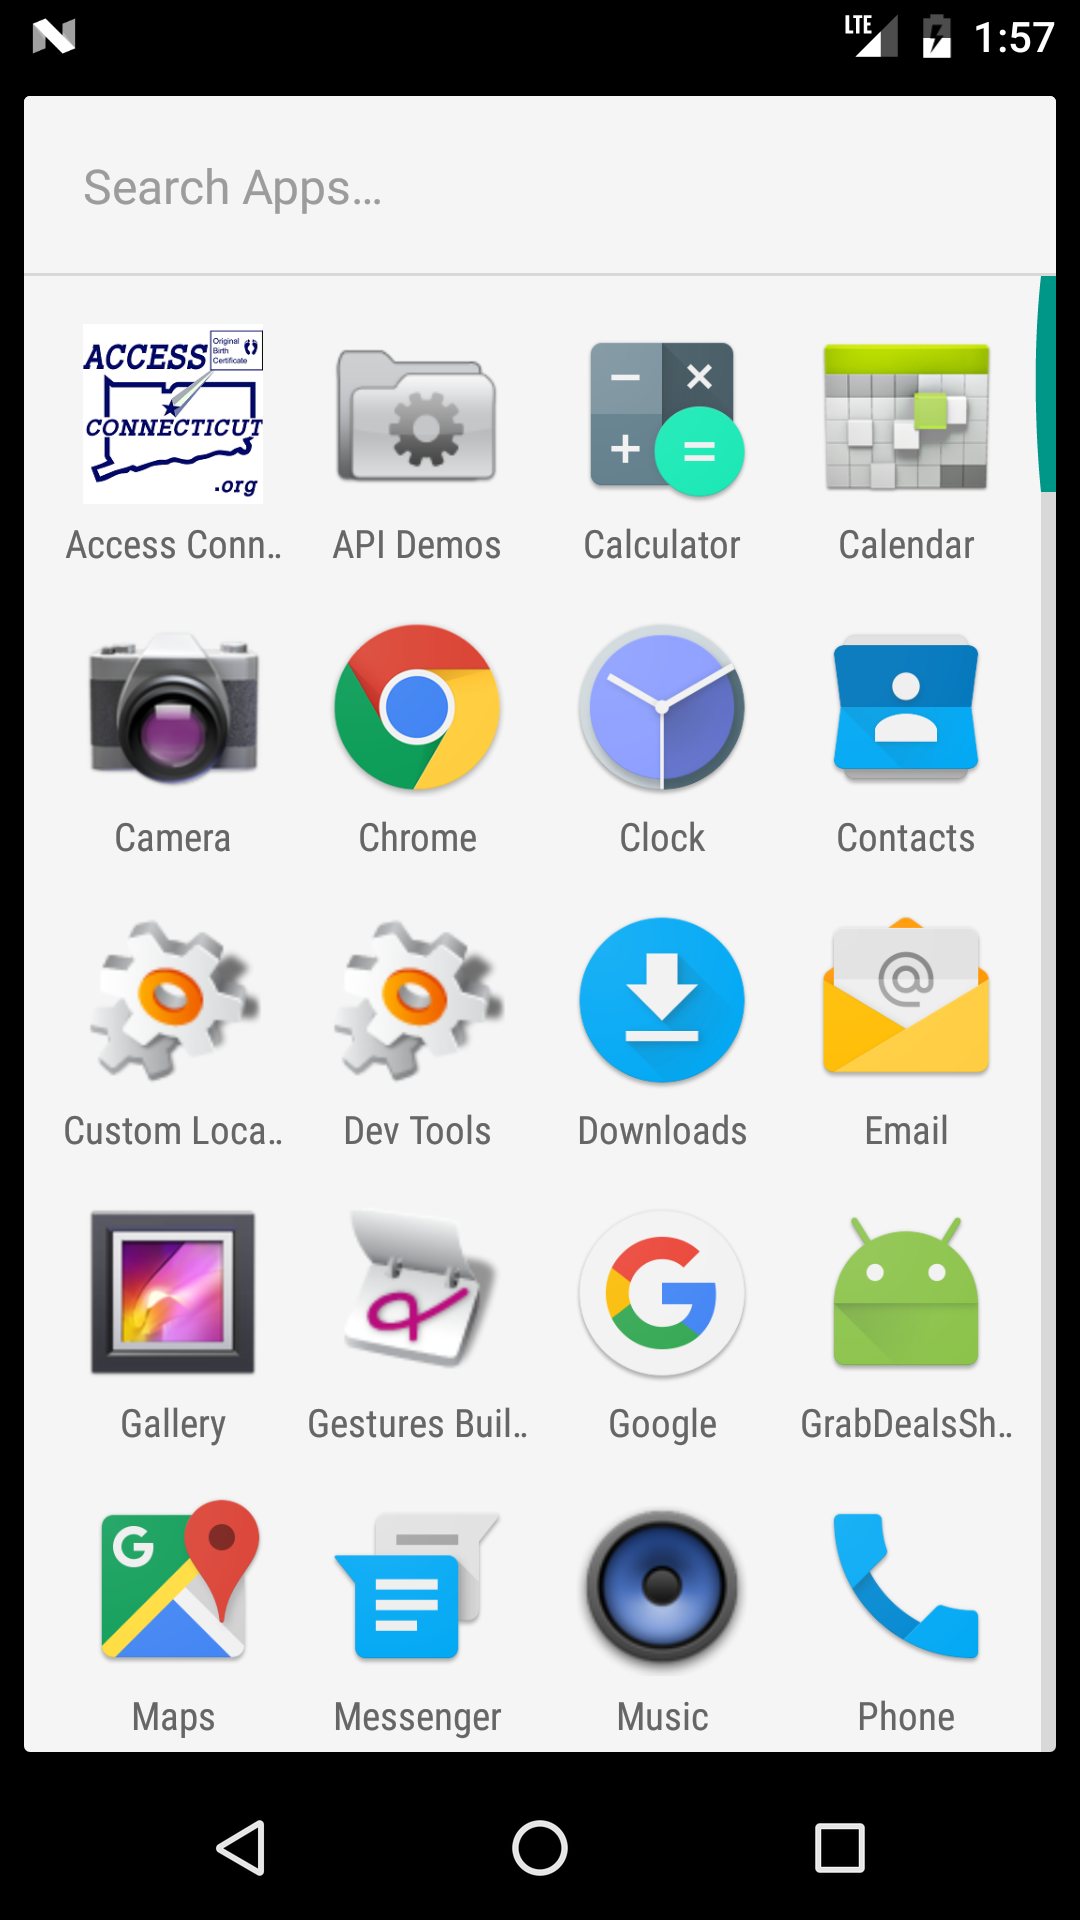 LTE 1:57
Search Apps…
ACCESS Original Birth Certificate
CONNECTICUT
.org
Access Conn..
API Demos
Calculator
Calendar
Camera
Chrome
Clock
Contacts
Custom Loca..
Dev Tools
Downloads
Email
Gallery
Gestures Buil..
Google
GrabDealsSh..
Maps
Messenger
Music
Phone